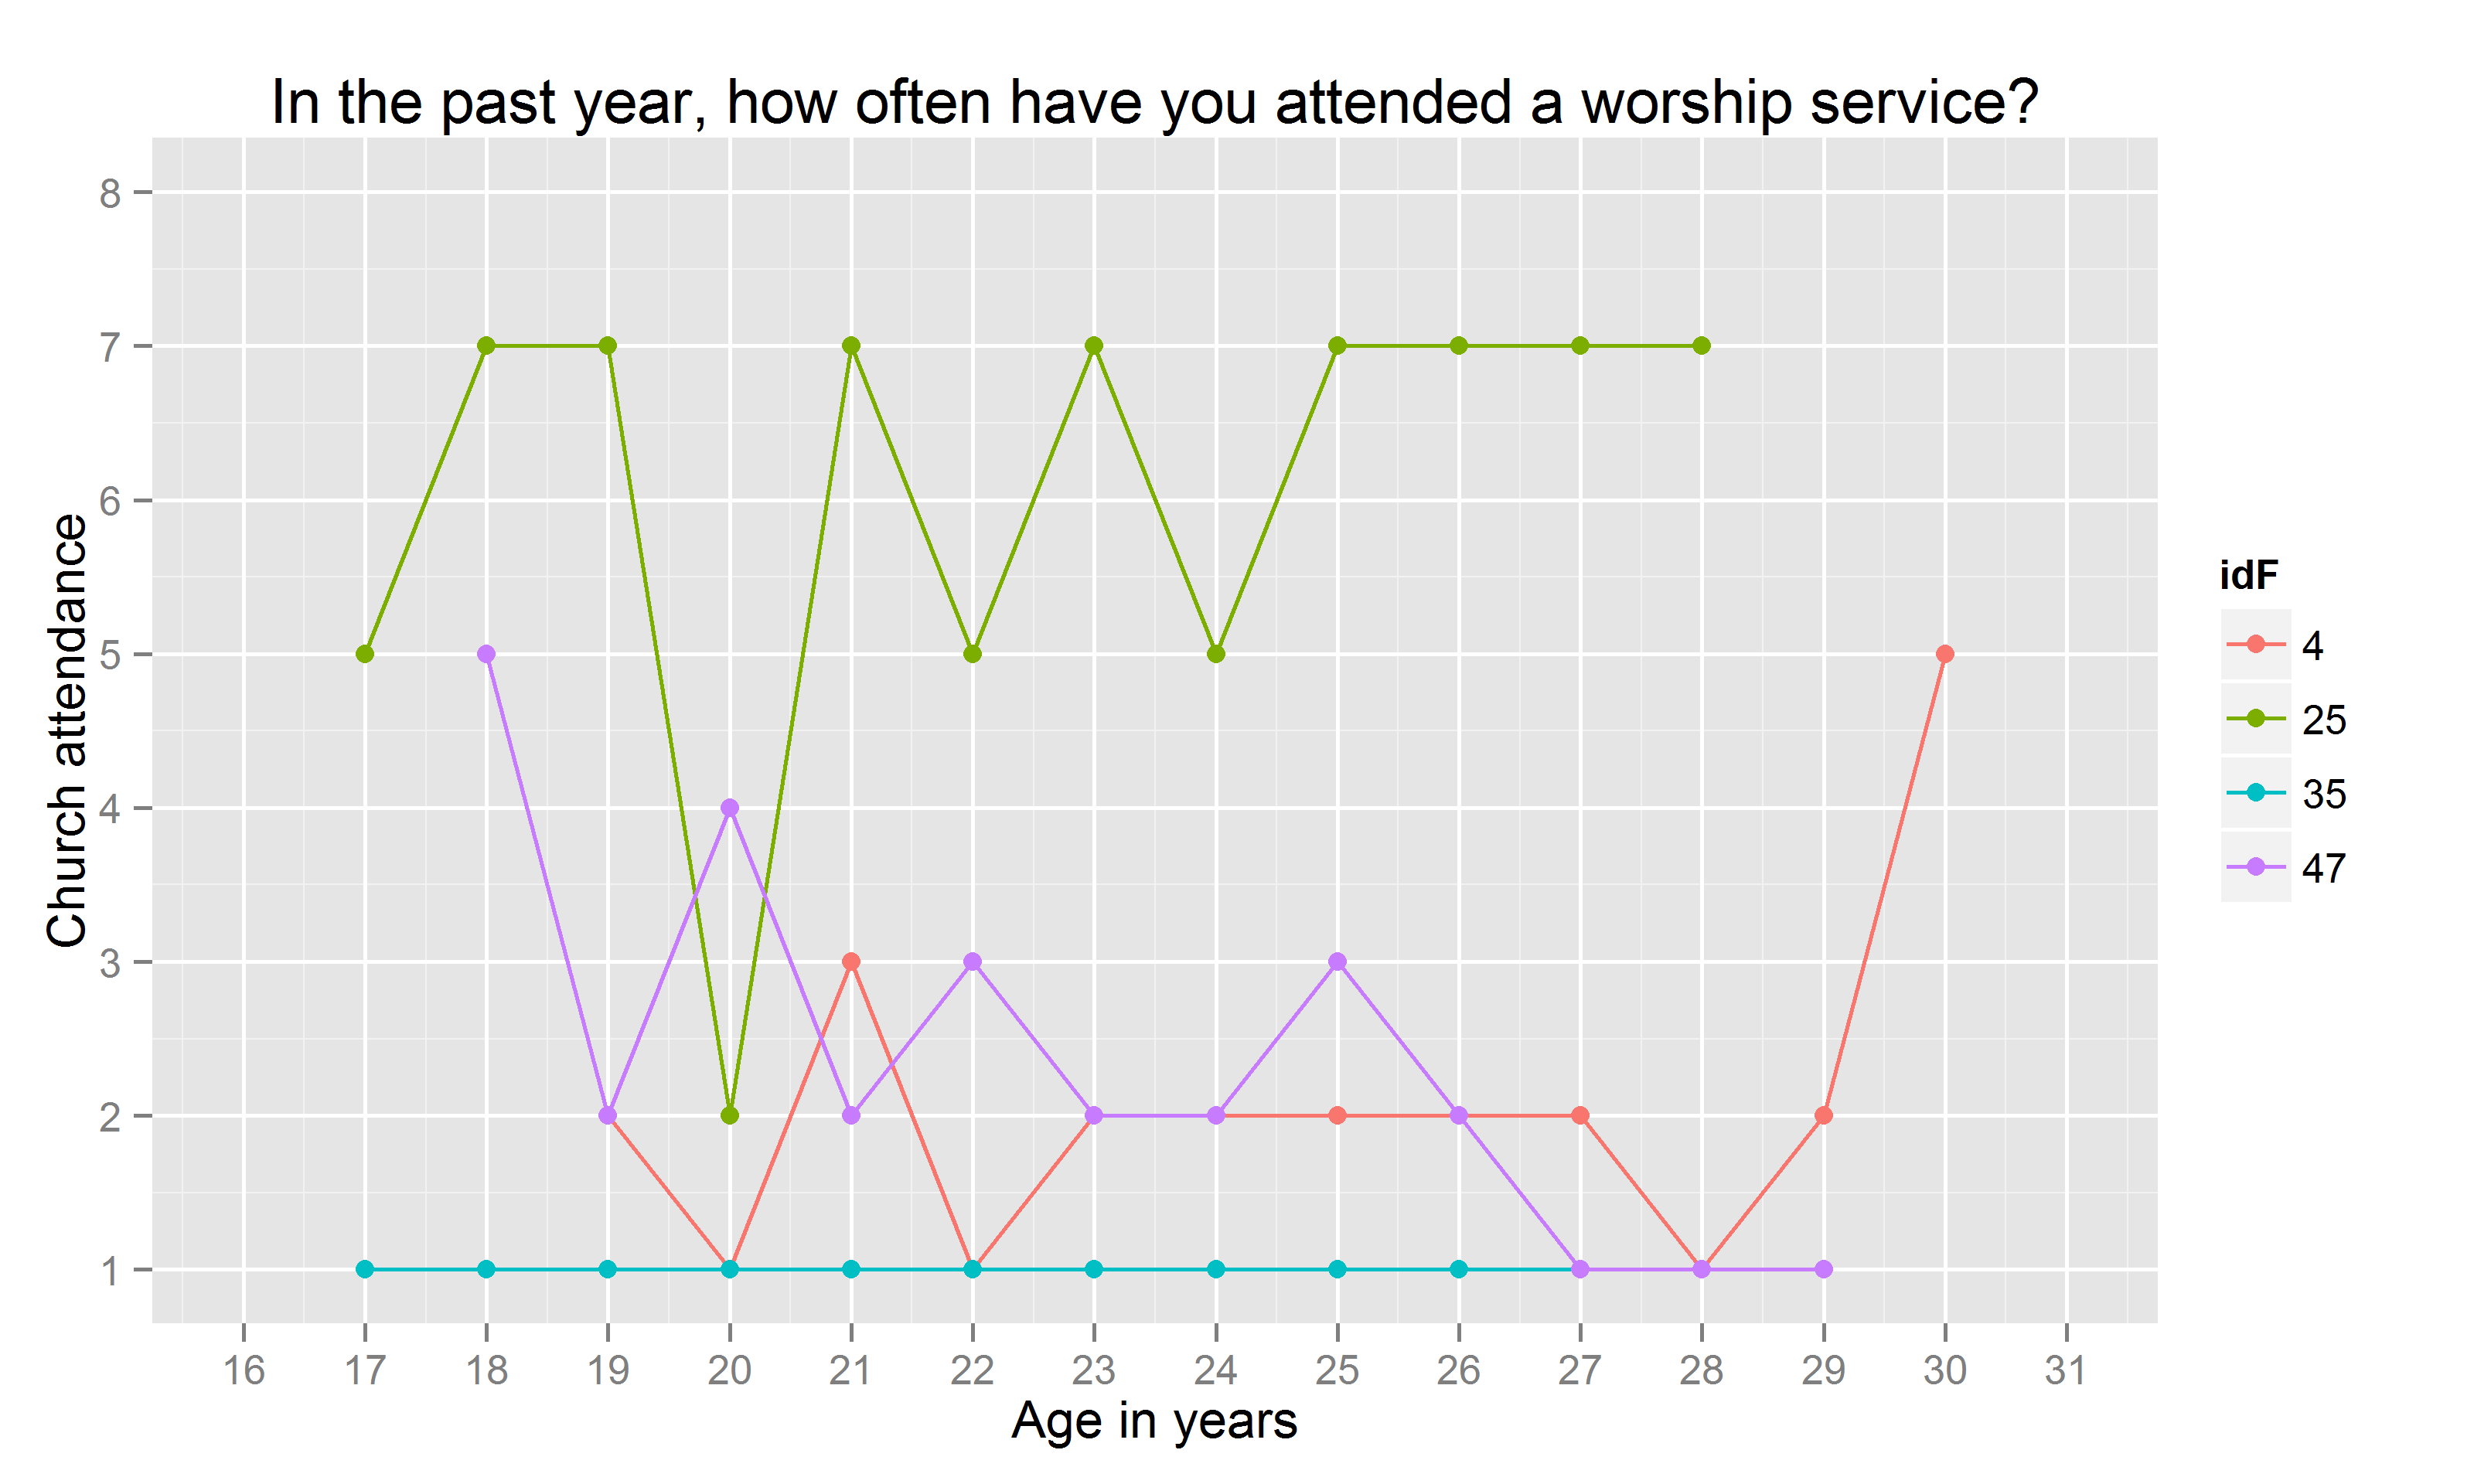 In the past year, how often have you attended a worship service?
Church attendance
8
7
6
5
4
3
2
1
16 17 18 19 20 21 22 23 24 25 26 27 28 29 30 31
Age in years
idF
4
25
35
47